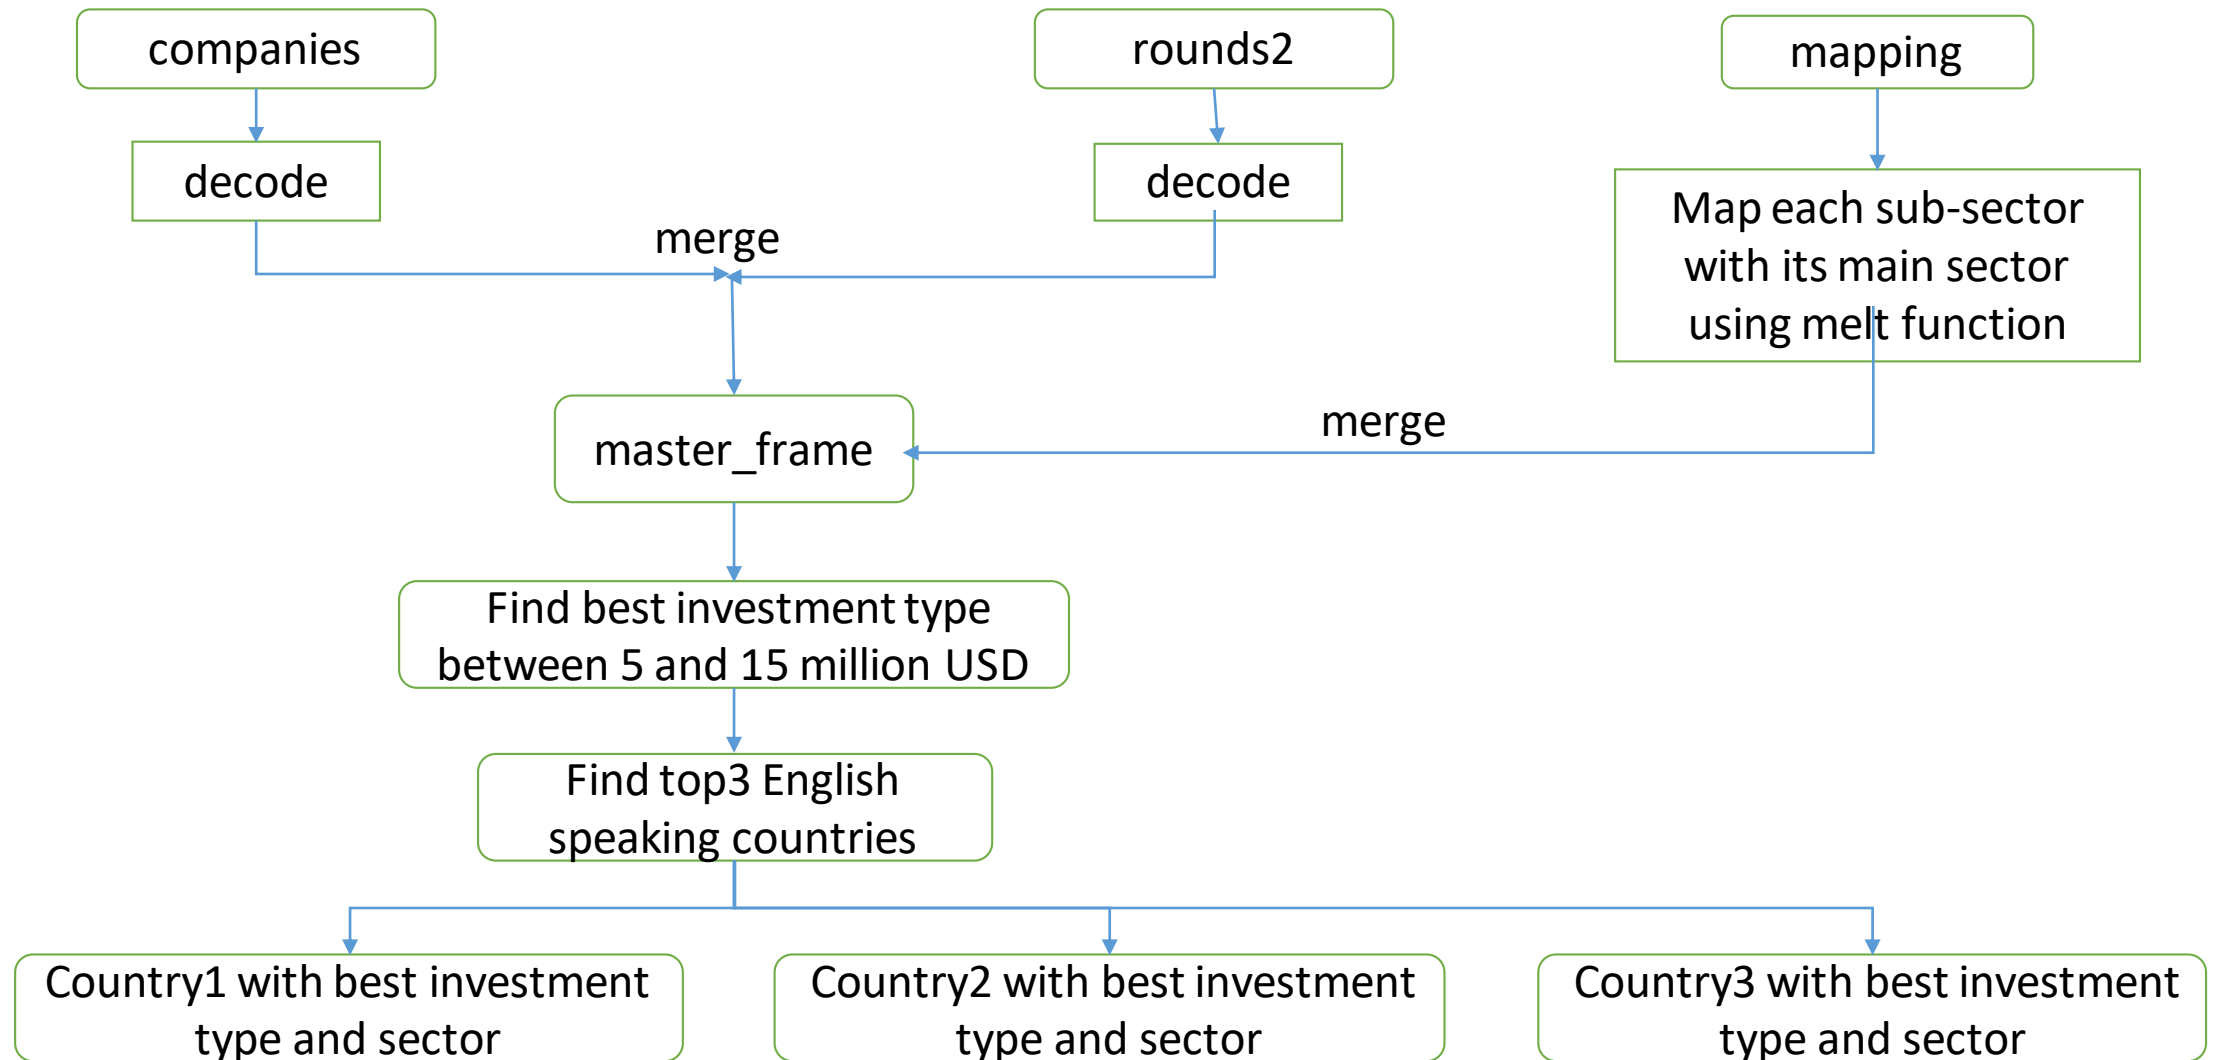 companies
rounds2
mapping
decode
decode
merge
Map each sub-sector
with its main sector
using melt function
merge
master_frame
Find best investment type
between 5 and 15 million USD
Find top3 English
speaking countries
Country1 with best investment
type and sector
Country2 with best investment
type and sector
Country3 with best investment
type and sector